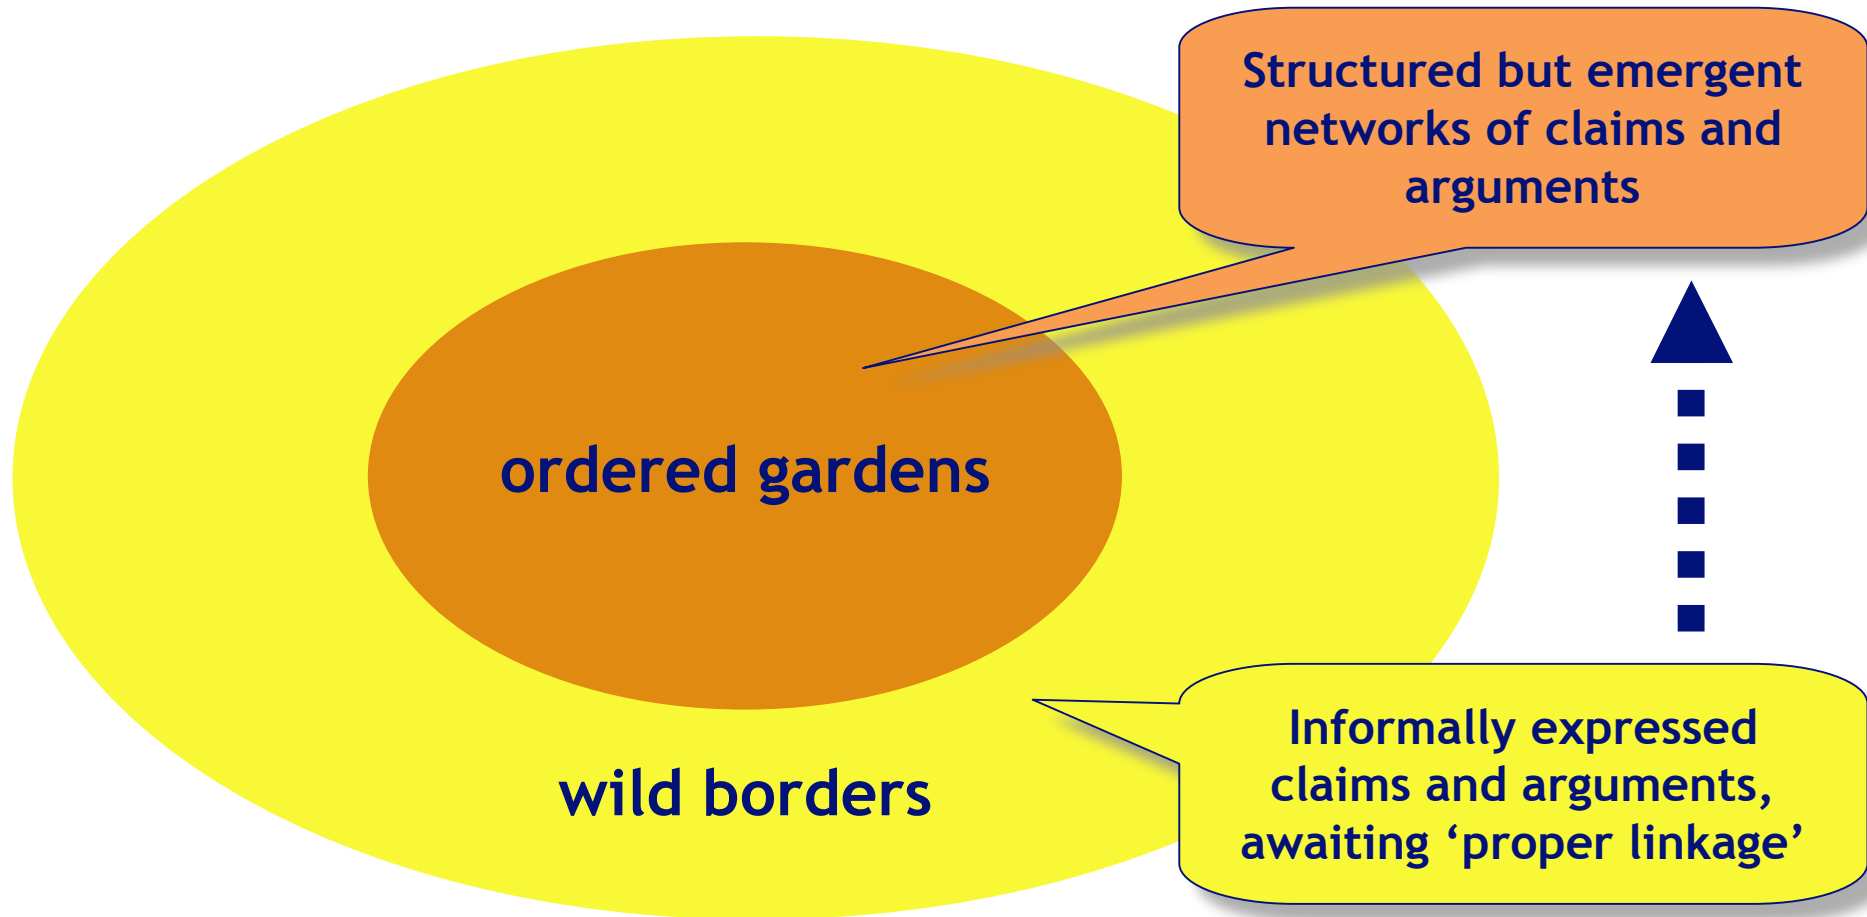 Structured but emergent
networks of claims and
arguments
ordered gardens
wild borders
Informally expressed
claims and arguments,
awaiting ‘proper linkage’